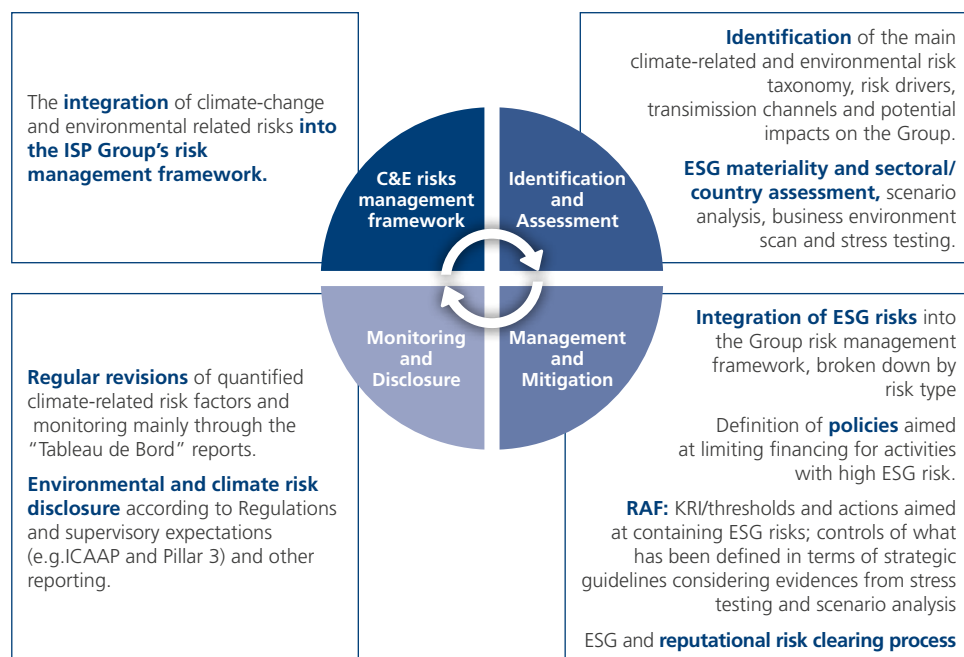 The integration of climate-change
and environmental related risks into
the ISP Group's risk
management framework.
Identification of the main
climate-related and environmental risk
taxonomy, risk drivers,
transimission channels and potential
impacts on the Group.
ESG materiality and sectoral/
country assessment, scenario
analysis, business environment
scan and stress testing.
C&E risks
management
framework
Identification
and
Assessment
Monitoring
and
Disclosure
Management
and
Mitigation
Regular revisions of quantified
climate-related risk factors and
monitoring mainly through the
"Tableau de Bord" reports.
Environmental and climate risk
disclosure according to Regulations
and supervisory expectations
(e.g.ICAAP and Pillar 3) and other
reporting.
Integration of ESG risks into
the Group risk management
framework, broken down by
risk type
Definition of policies aimed
at limiting financing for activities
with high ESG risk.
RAF: KRI/thresholds and actions aimed
at containing ESG risks; controls of what
has been defined in terms of strategic
guidelines considering evidences from stress
testing and scenario analysis
ESG and reputational risk clearing process